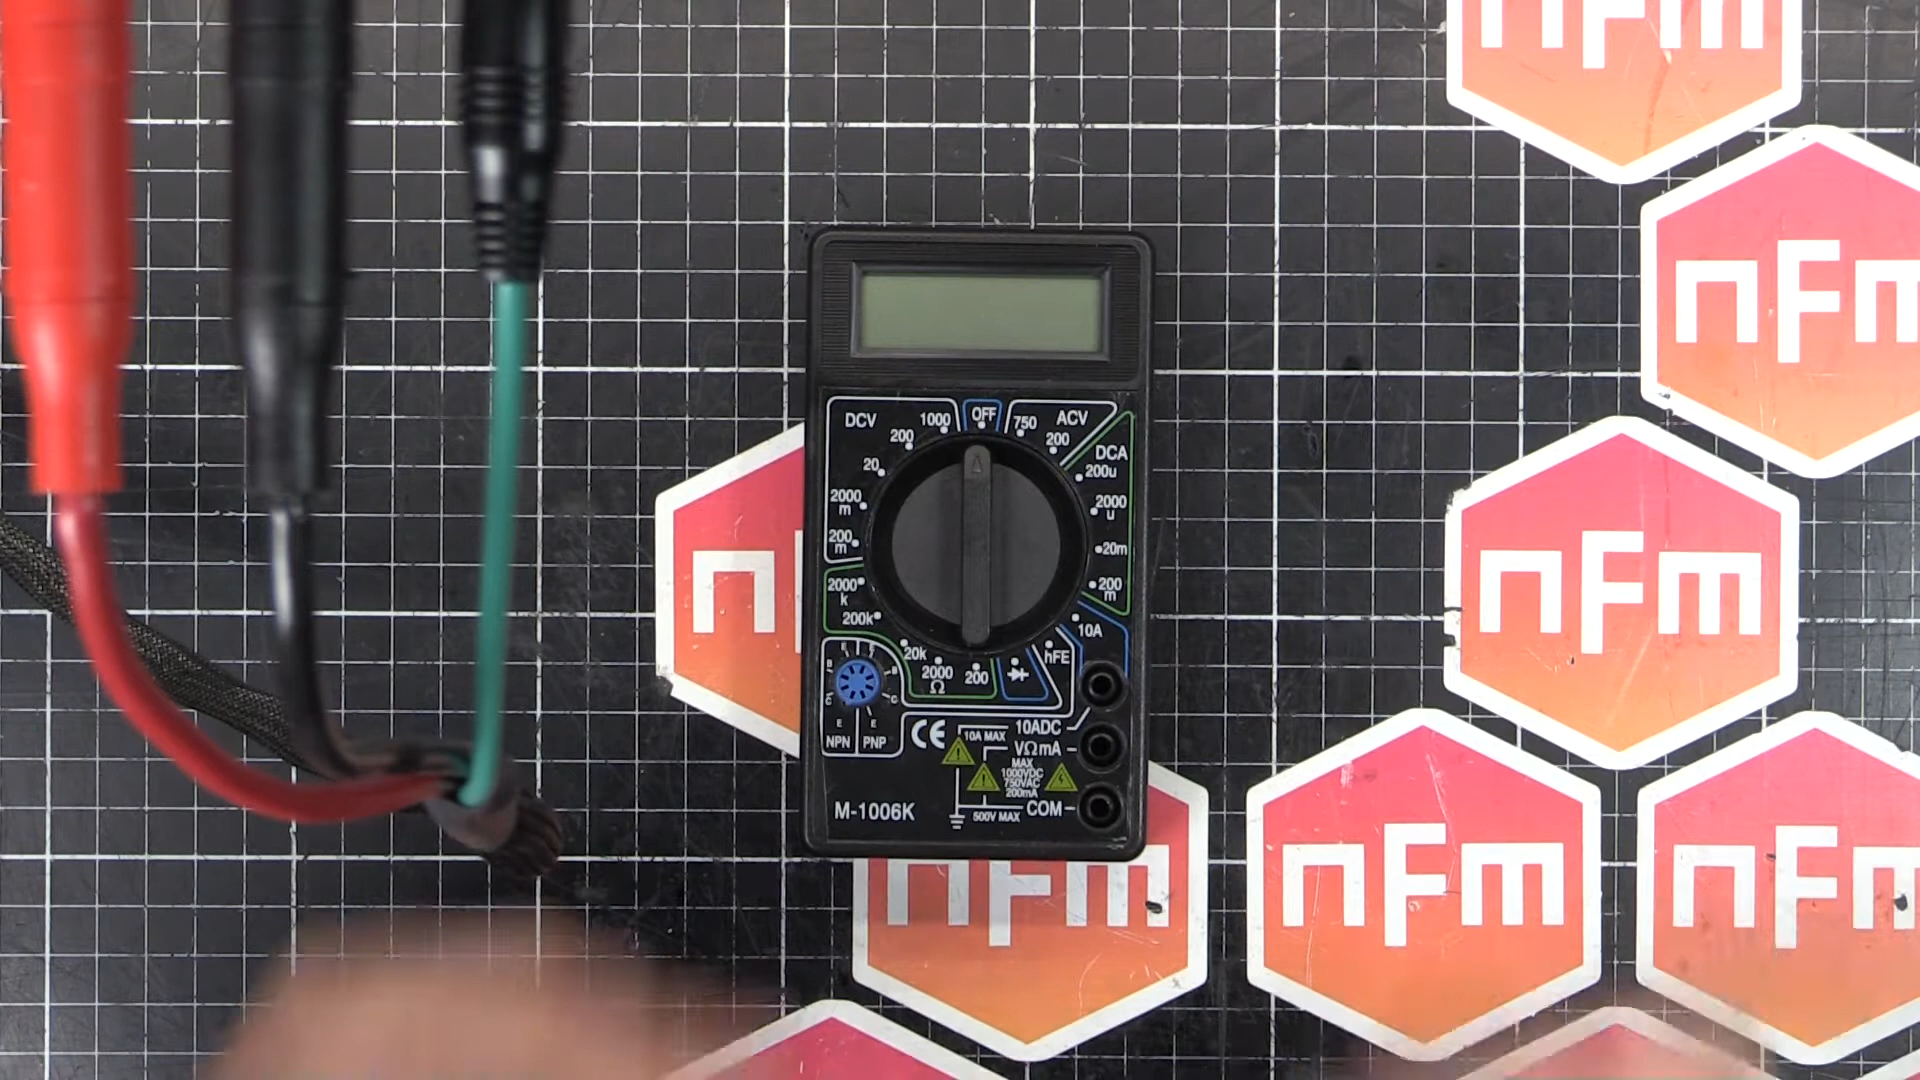 nFm
nFm
nFm
n
nFm
nFm
nFm
DCV
1000
OFF
750
ACV
200
200
DCA
20
200u
2000
m
2000
u
200
m
20m
2000
k
200
m
200k
10A
20k
2000
Ω
200
hFE
E
B
C
E
B
C
E
NPN
PNP
CE
10A MAX
10ADC
VΩmA
MAX
1000VDC
750VAC
200mA
M-1006K
500V MAX
COM